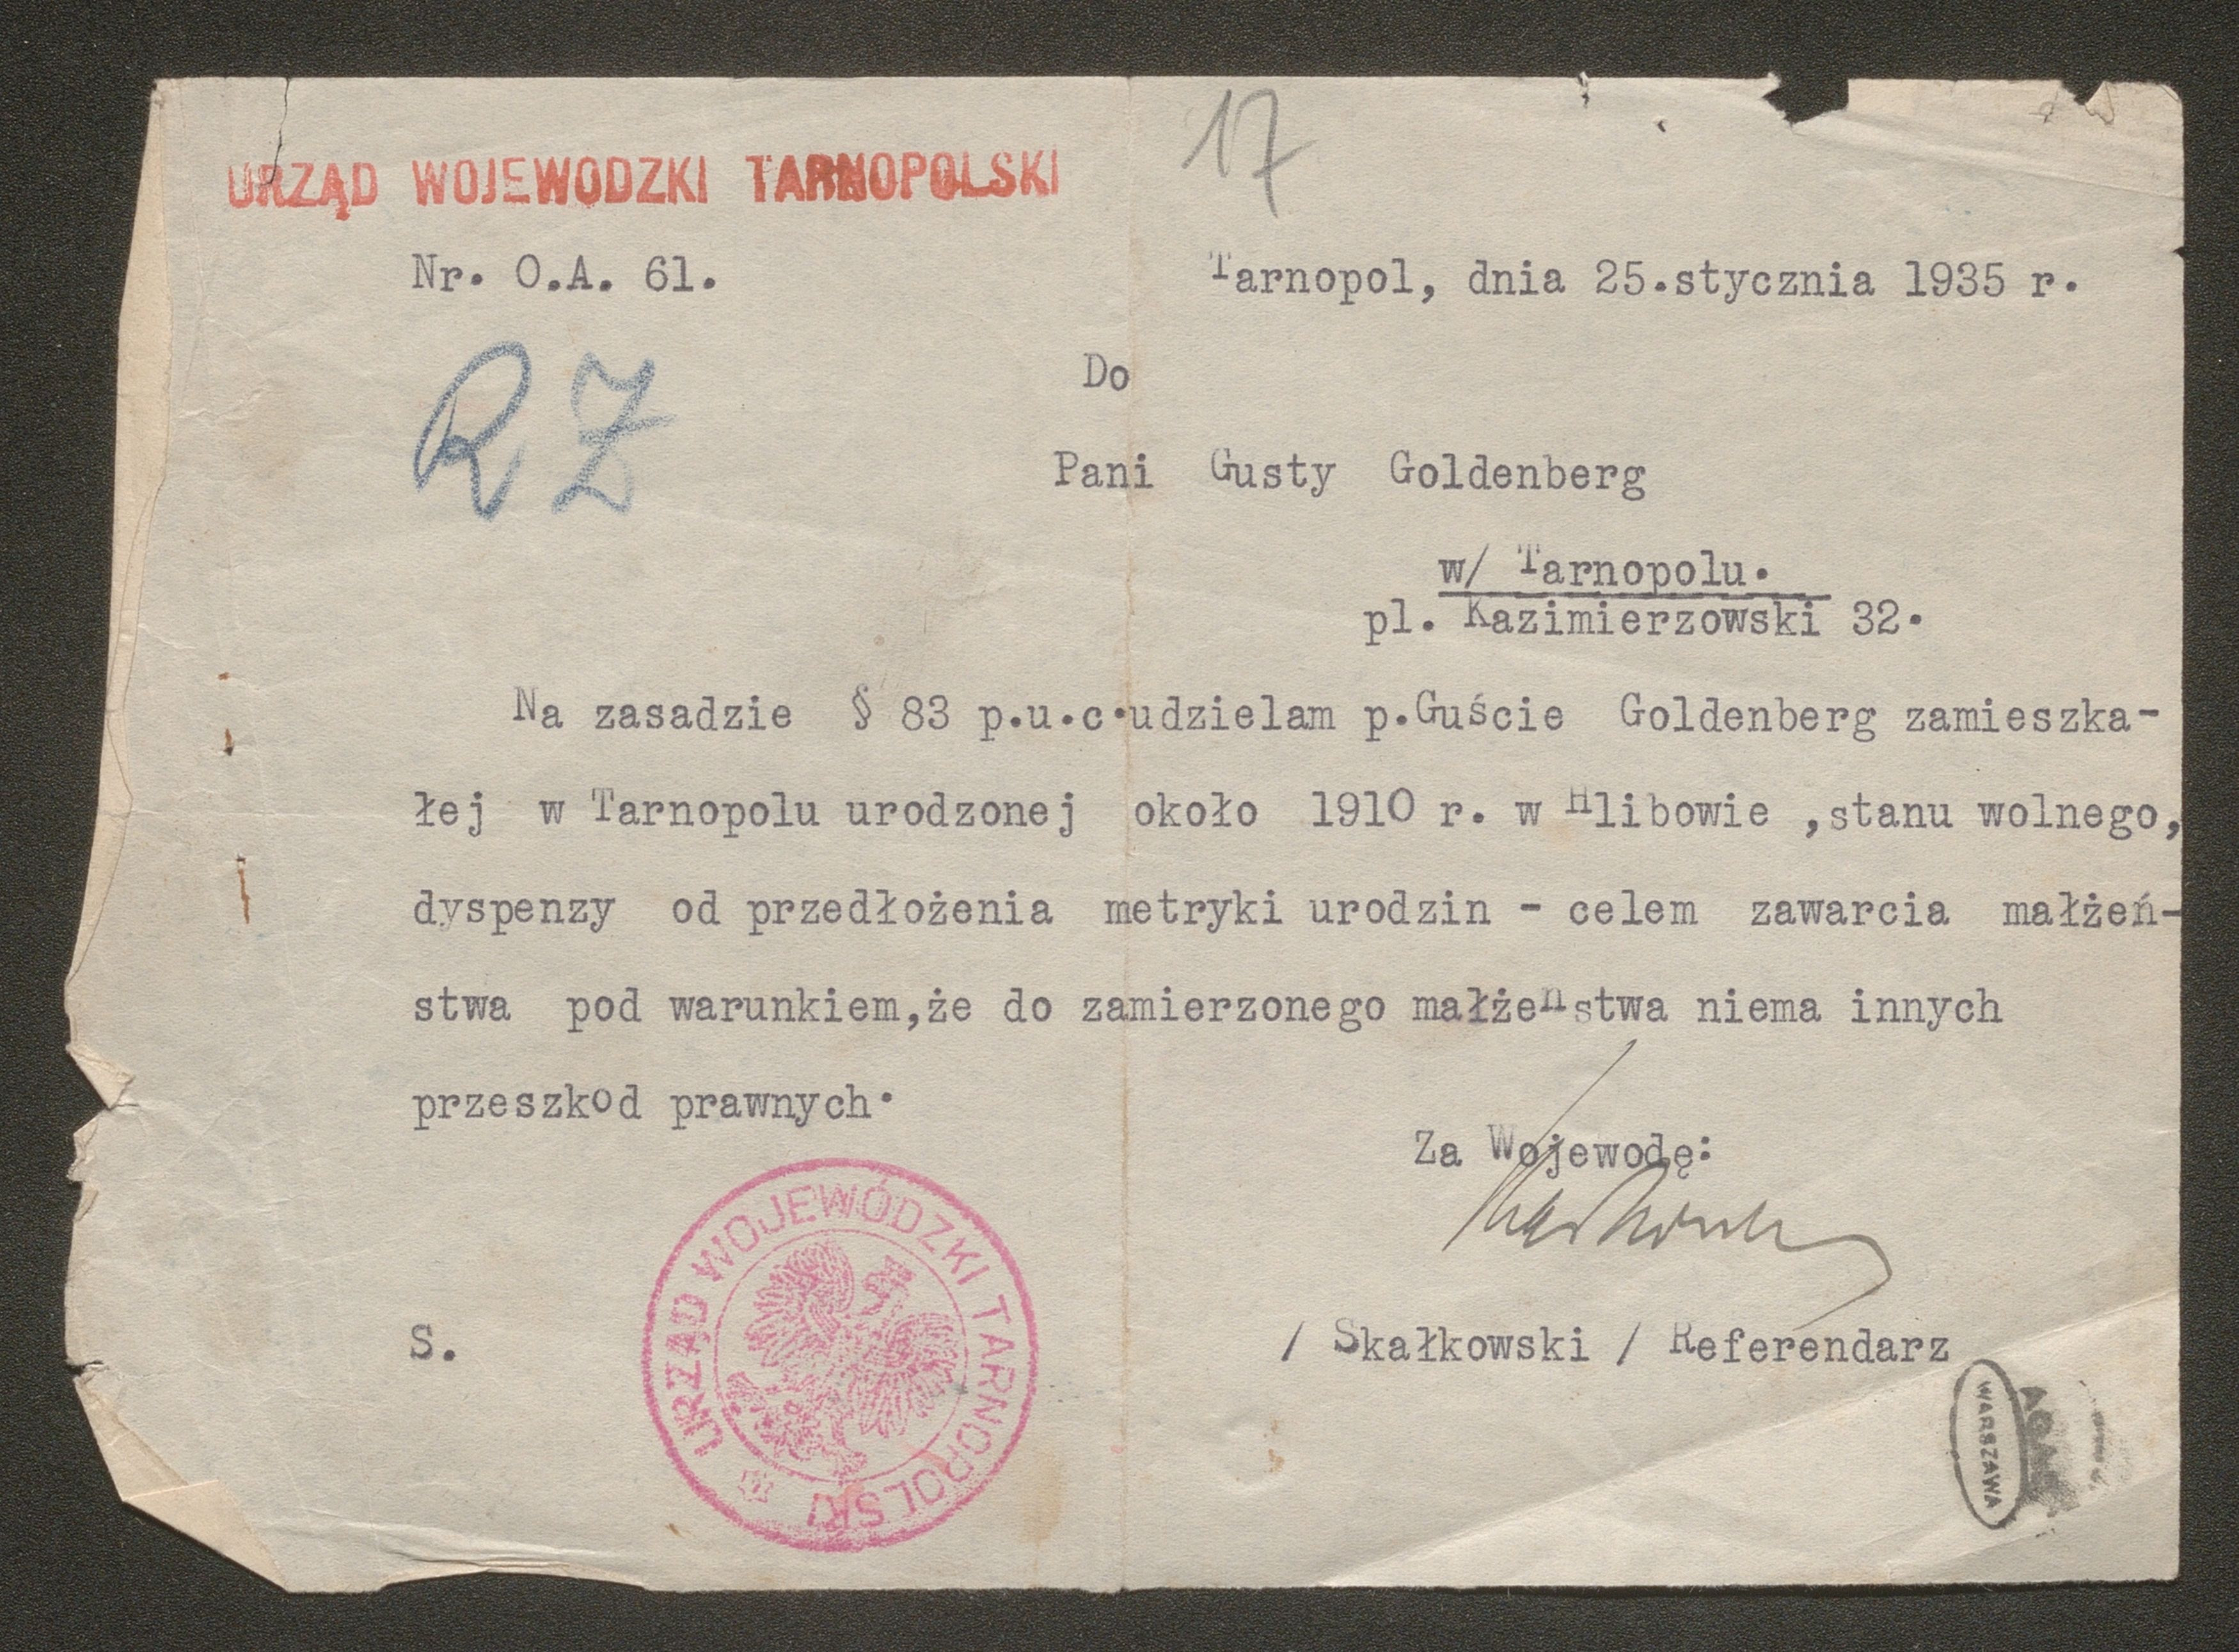 17
URZĄD WOJEWODZKI TARNOPOLSKI
Nr. O.A. 61.
Tarnopol, dnia 25.stycznia 1935 r.
RZ
Do
Pani Gusty Goldenberg
w/ Tarnopolu.
pl. Kazimierzowski 32.
Na zasadzie § 83 p.u.c.udzielam p.Guście Goldenberg zamieszka-
łej w Tarnopolu urodzonej około 1910 r. w Hlibowie ,stanu wolnego,
dyspenzy od przedłożenia metryki urodzin - celem zawarcia małżeń-
stwa pod warunkiem,że do zamierzonego małżenstwa niema innych
przeszkod prawnych.
Za Wojewodę:
S.
/ Skałkowski / Referendarz
URZĄD WOJEWÓDZKI TARNOPOLSKI
AGAD
WARSZAWA